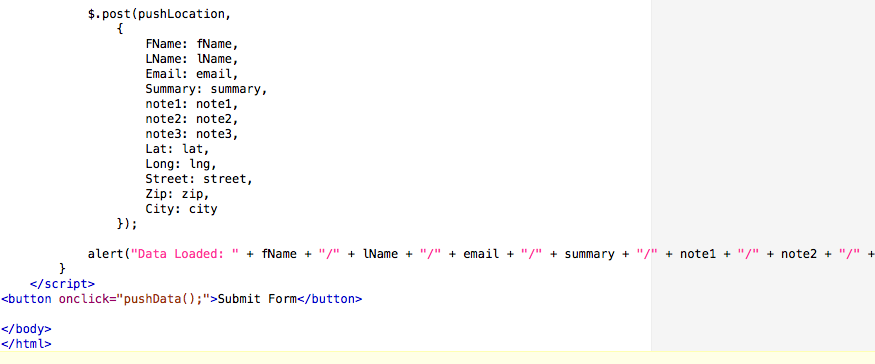 $.post(pushLocation,
{
FName: fName,
LName: lName,
Email: email,
Summary: summary,
note1: note1,
note2: note2,
note3: note3,
Lat: lat,
Long: lng,
Street: street,
Zip: zip,
City: city
});
alert("Data Loaded: " + fName + "/" + lName + "/" + email + "/" + summary + "/" + note1 + "/" + note2 + "/" +
}
</script>
<button onclick="pushData();">Submit Form</button>
</body>
</html>